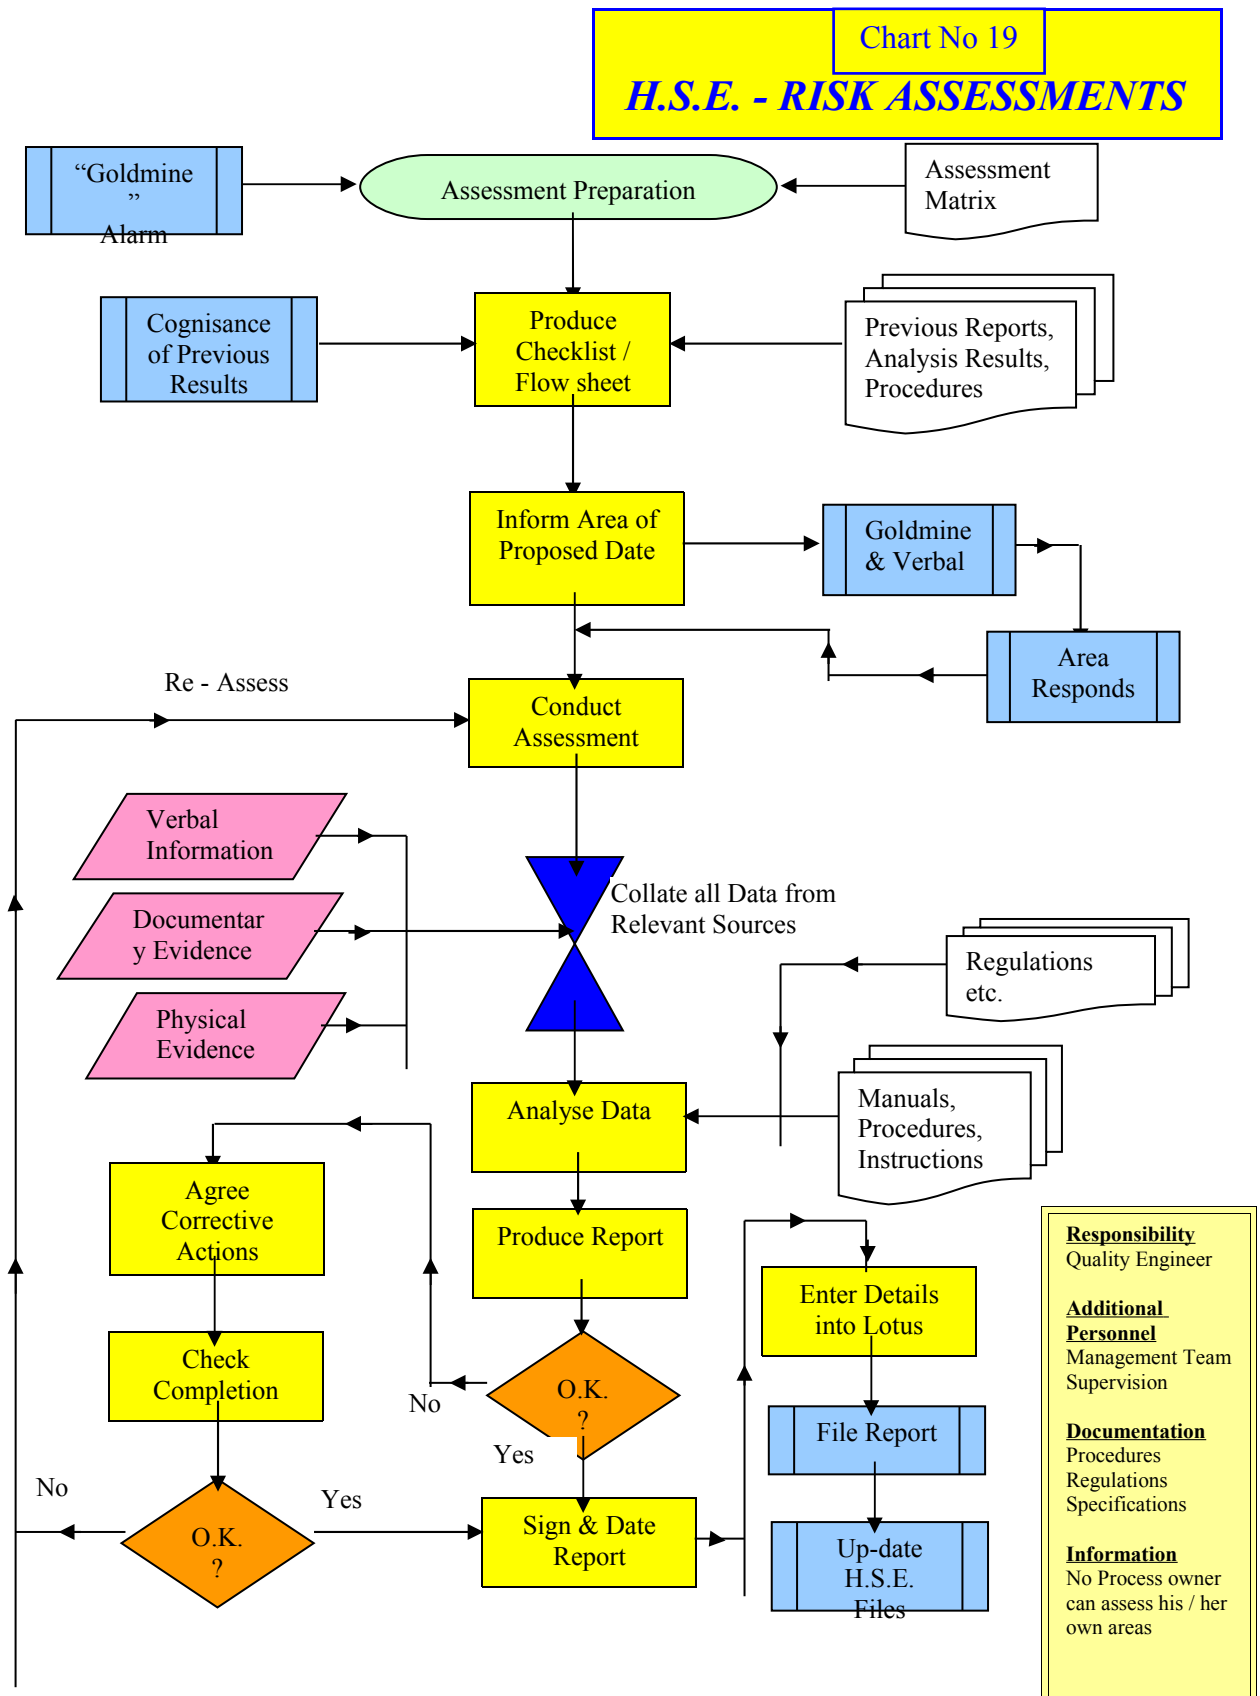 Chart No 19
H.S.E. - RISK ASSESSMENTS
“Goldmine
”
Alarm
Assessment Preparation
Assessment
Matrix
Cognisance
of Previous
Results
Produce
Checklist /
Flow sheet
Previous Reports,
Analysis Results,
Procedures
Inform Area of
Proposed Date
Goldmine
& Verbal
Area
Responds
Re - Assess
Conduct
Assessment
Verbal
Information
Collate all Data from
Relevant Sources
Documentar
y Evidence
Regulations
etc.
Physical
Evidence
Analyse Data
Manuals,
Procedures,
Instructions
Agree
Corrective
Actions
Produce Report
Enter Details
into Lotus
Check
Completion
O.K.
?
No
Yes
File Report
No
O.K.
?
Yes
Sign & Date
Report
Up-date
H.S.E.
Files
Responsibility
Quality Engineer
Additional
Personnel
Management Team
Supervision
Documentation
Procedures
Regulations
Specifications
Information
No Process owner
can assess his / her
own areas